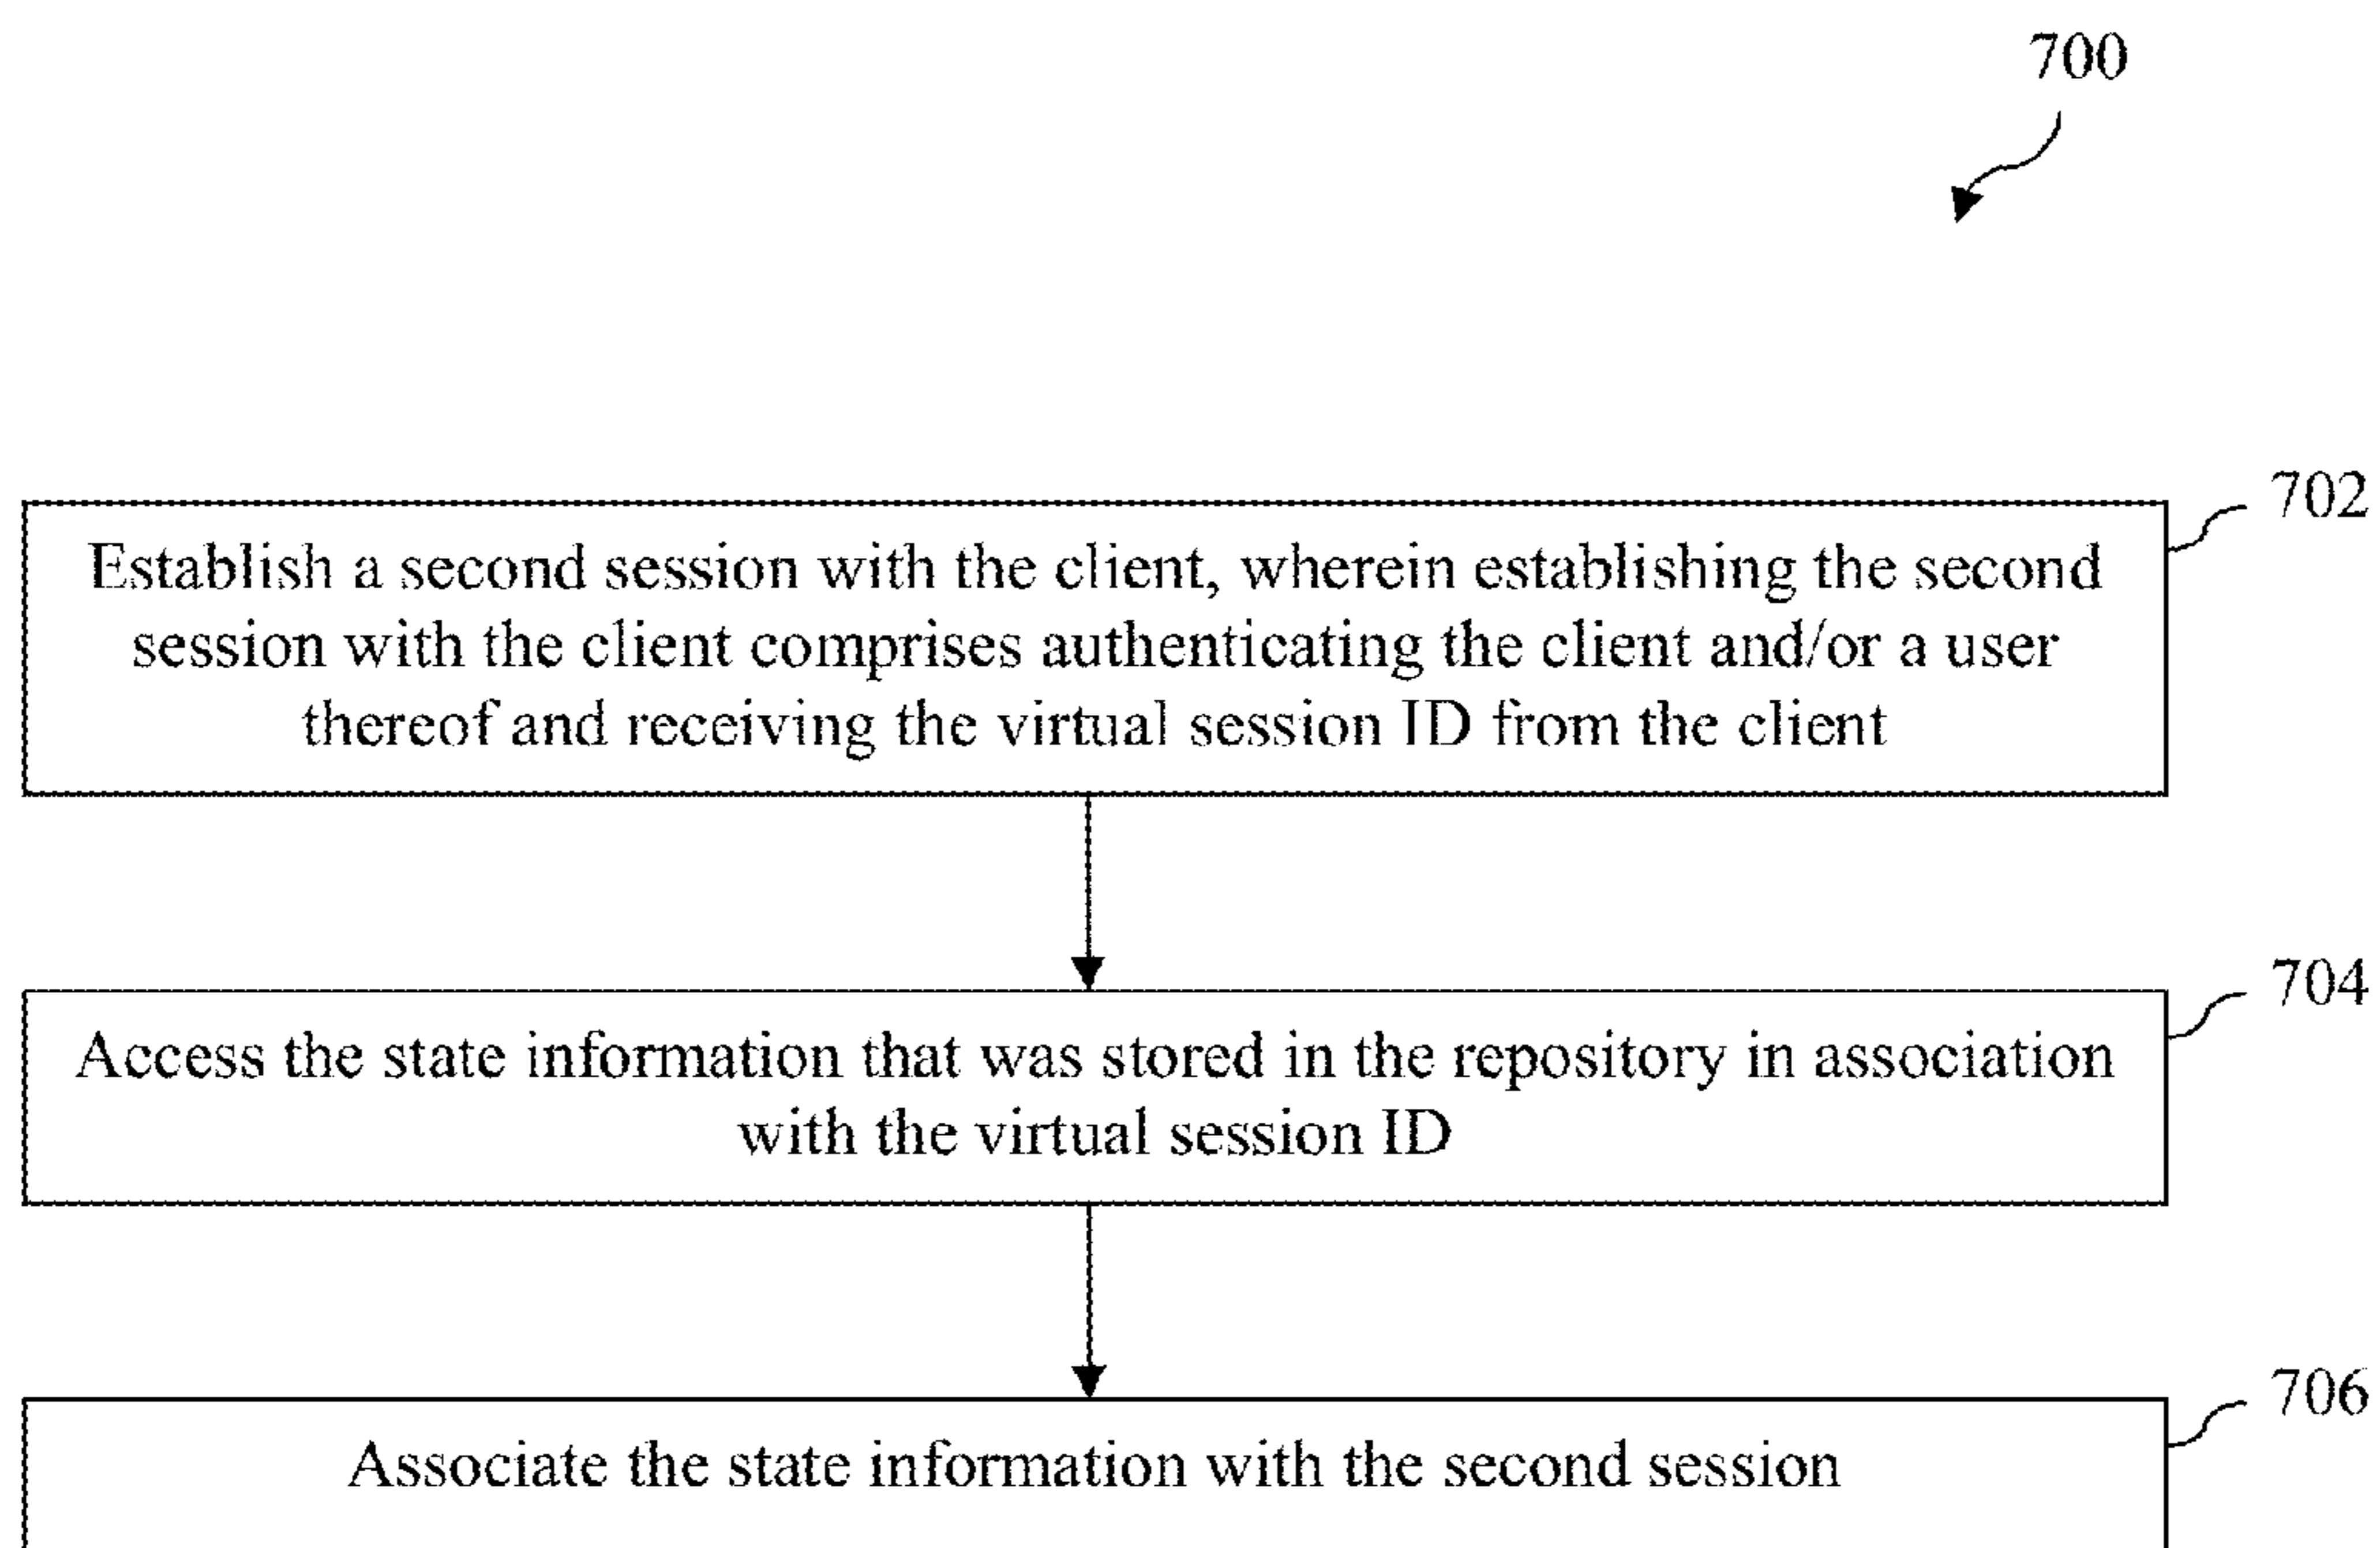 700
702
Establish a second session with the client, wherein establishing the second
session with the client comprises authenticating the client and/or a user
thereof and receiving the virtual session ID from the client
704
Access the state information that was stored in the repository in association
with the virtual session ID
706
Associate the state information with the second session